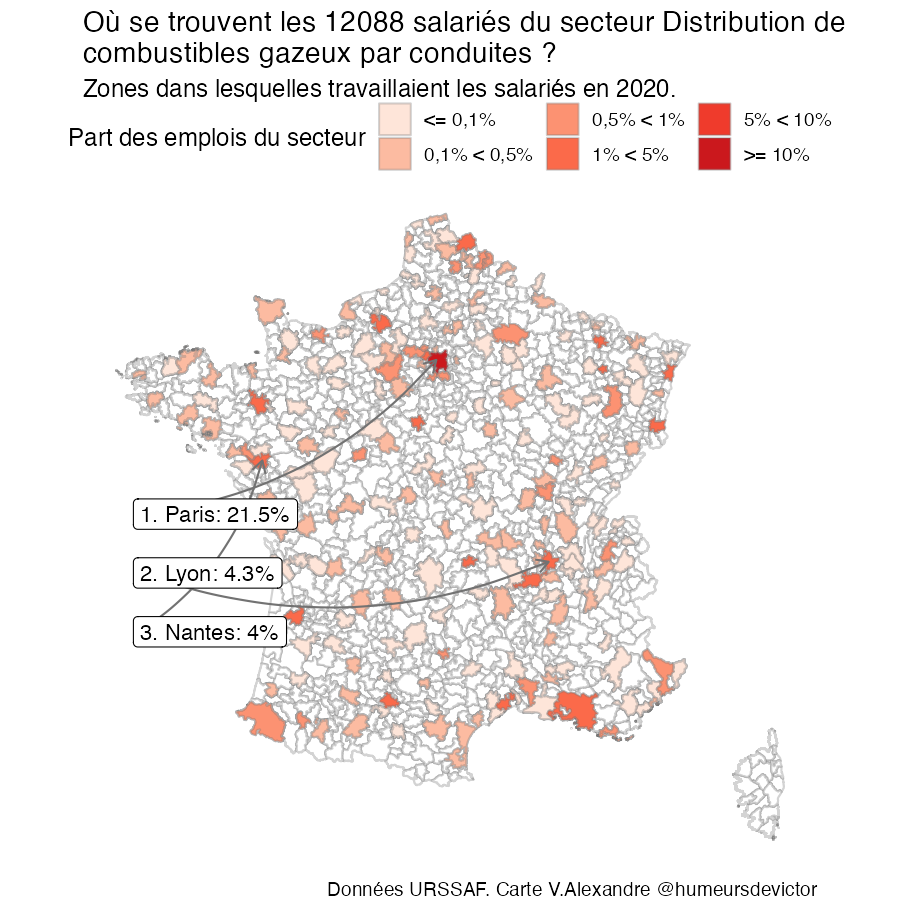 Où se trouvent les 12088 salariés du secteur Distribution de
combustibles gazeux par conduites ?
Zones dans lesquelles travaillaient les salariés en 2020.
Part des emplois du secteur
<= 0,1%
0,1% < 0,5%
0,5% < 1%
1% < 5%
5% < 10%
>= 10%
1. Paris: 21.5%
2. Lyon: 4.3%
3. Nantes: 4%
Données URSSAF. Carte V.Alexandre @humeursdevictor